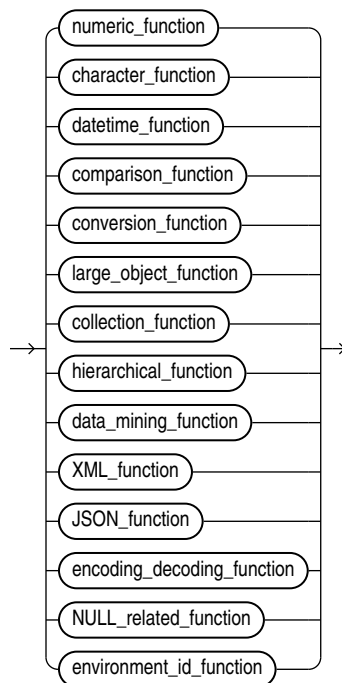 numeric_function
character_function
datetime_function
comparison_function
conversion_function
large_object_function
collection_function
hierarchical_function
data_mining_function
XML_function
JSON_function
encoding_decoding_function
NULL_related_function
environment_id_function